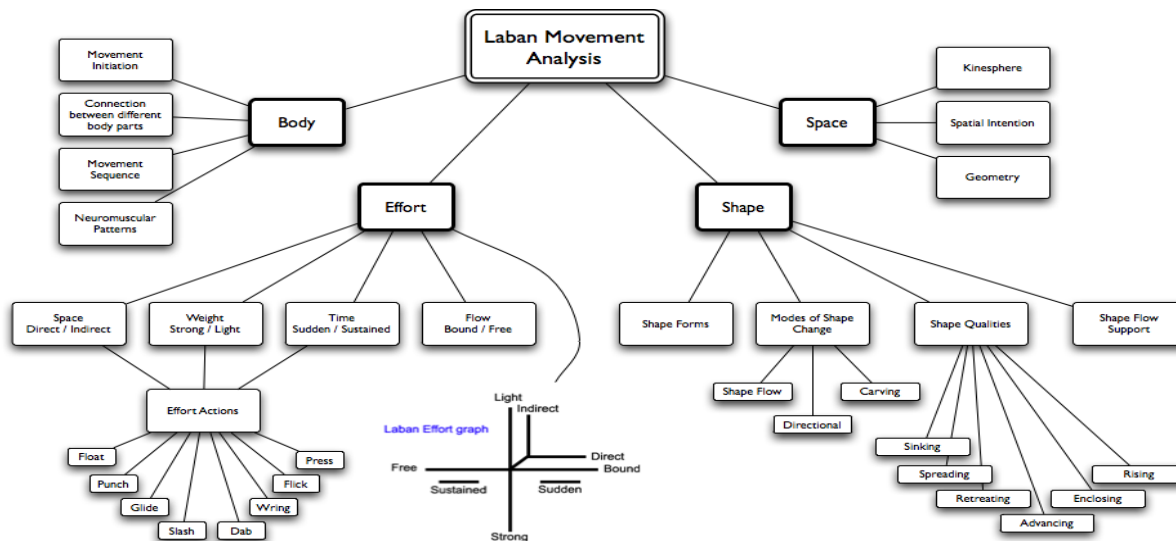 Laban Movement
Analysis
Movement
Initiation
Connection
between different
body parts
Movement
Sequence
Neuromuscular
Patterns
Body
Space
Kinesphere
Spatial Intention
Geometry
Effort
Shape
Space
Direct / Indirect
Weight
Strong / Light
Time
Sudden / Sustained
Flow
Bound / Free
Shape Forms
Modes of Shape
Change
Shape Qualities
Shape Flow
Support
Effort Actions
Float
Punch
Glide
Slash
Dab
Wring
Flick
Press
Laban Effort graph
Light
Indirect
Direct
Free
Bound
Sustained
Sudden
Strong
Shape Flow
Directional
Carving
Sinking
Spreading
Retreating
Advancing
Enclosing
Rising